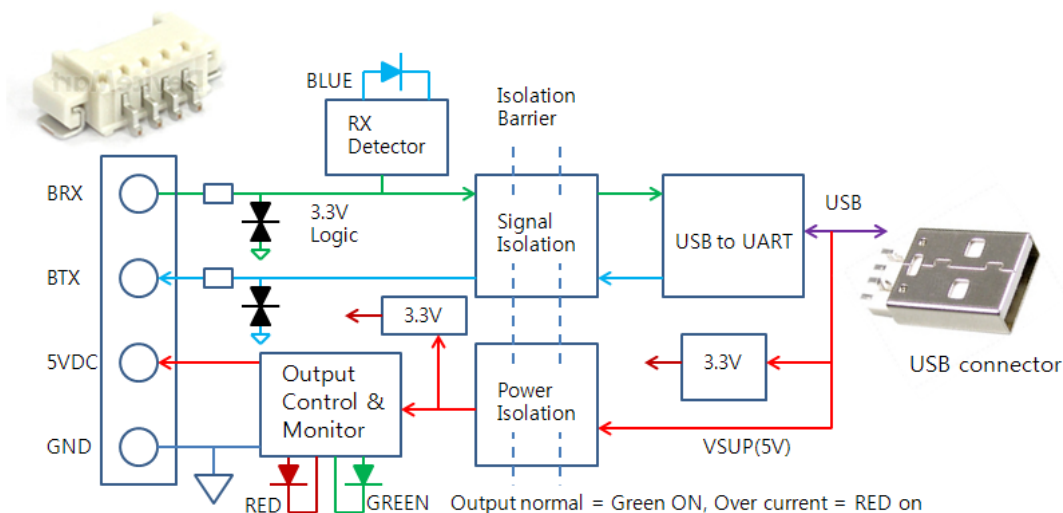 BLUE
RX
Detector
Isolation
Barrier
BRX
3.3V
Logic
Signal
Isolation
USB to UART
USB
BTX
3.3V
5VDC
Output
Control &
Monitor
Power
Isolation
3.3V
USB connector
GND
VSUP(5V)
RED
GREEN
Output normal = Green ON, Over current = RED on